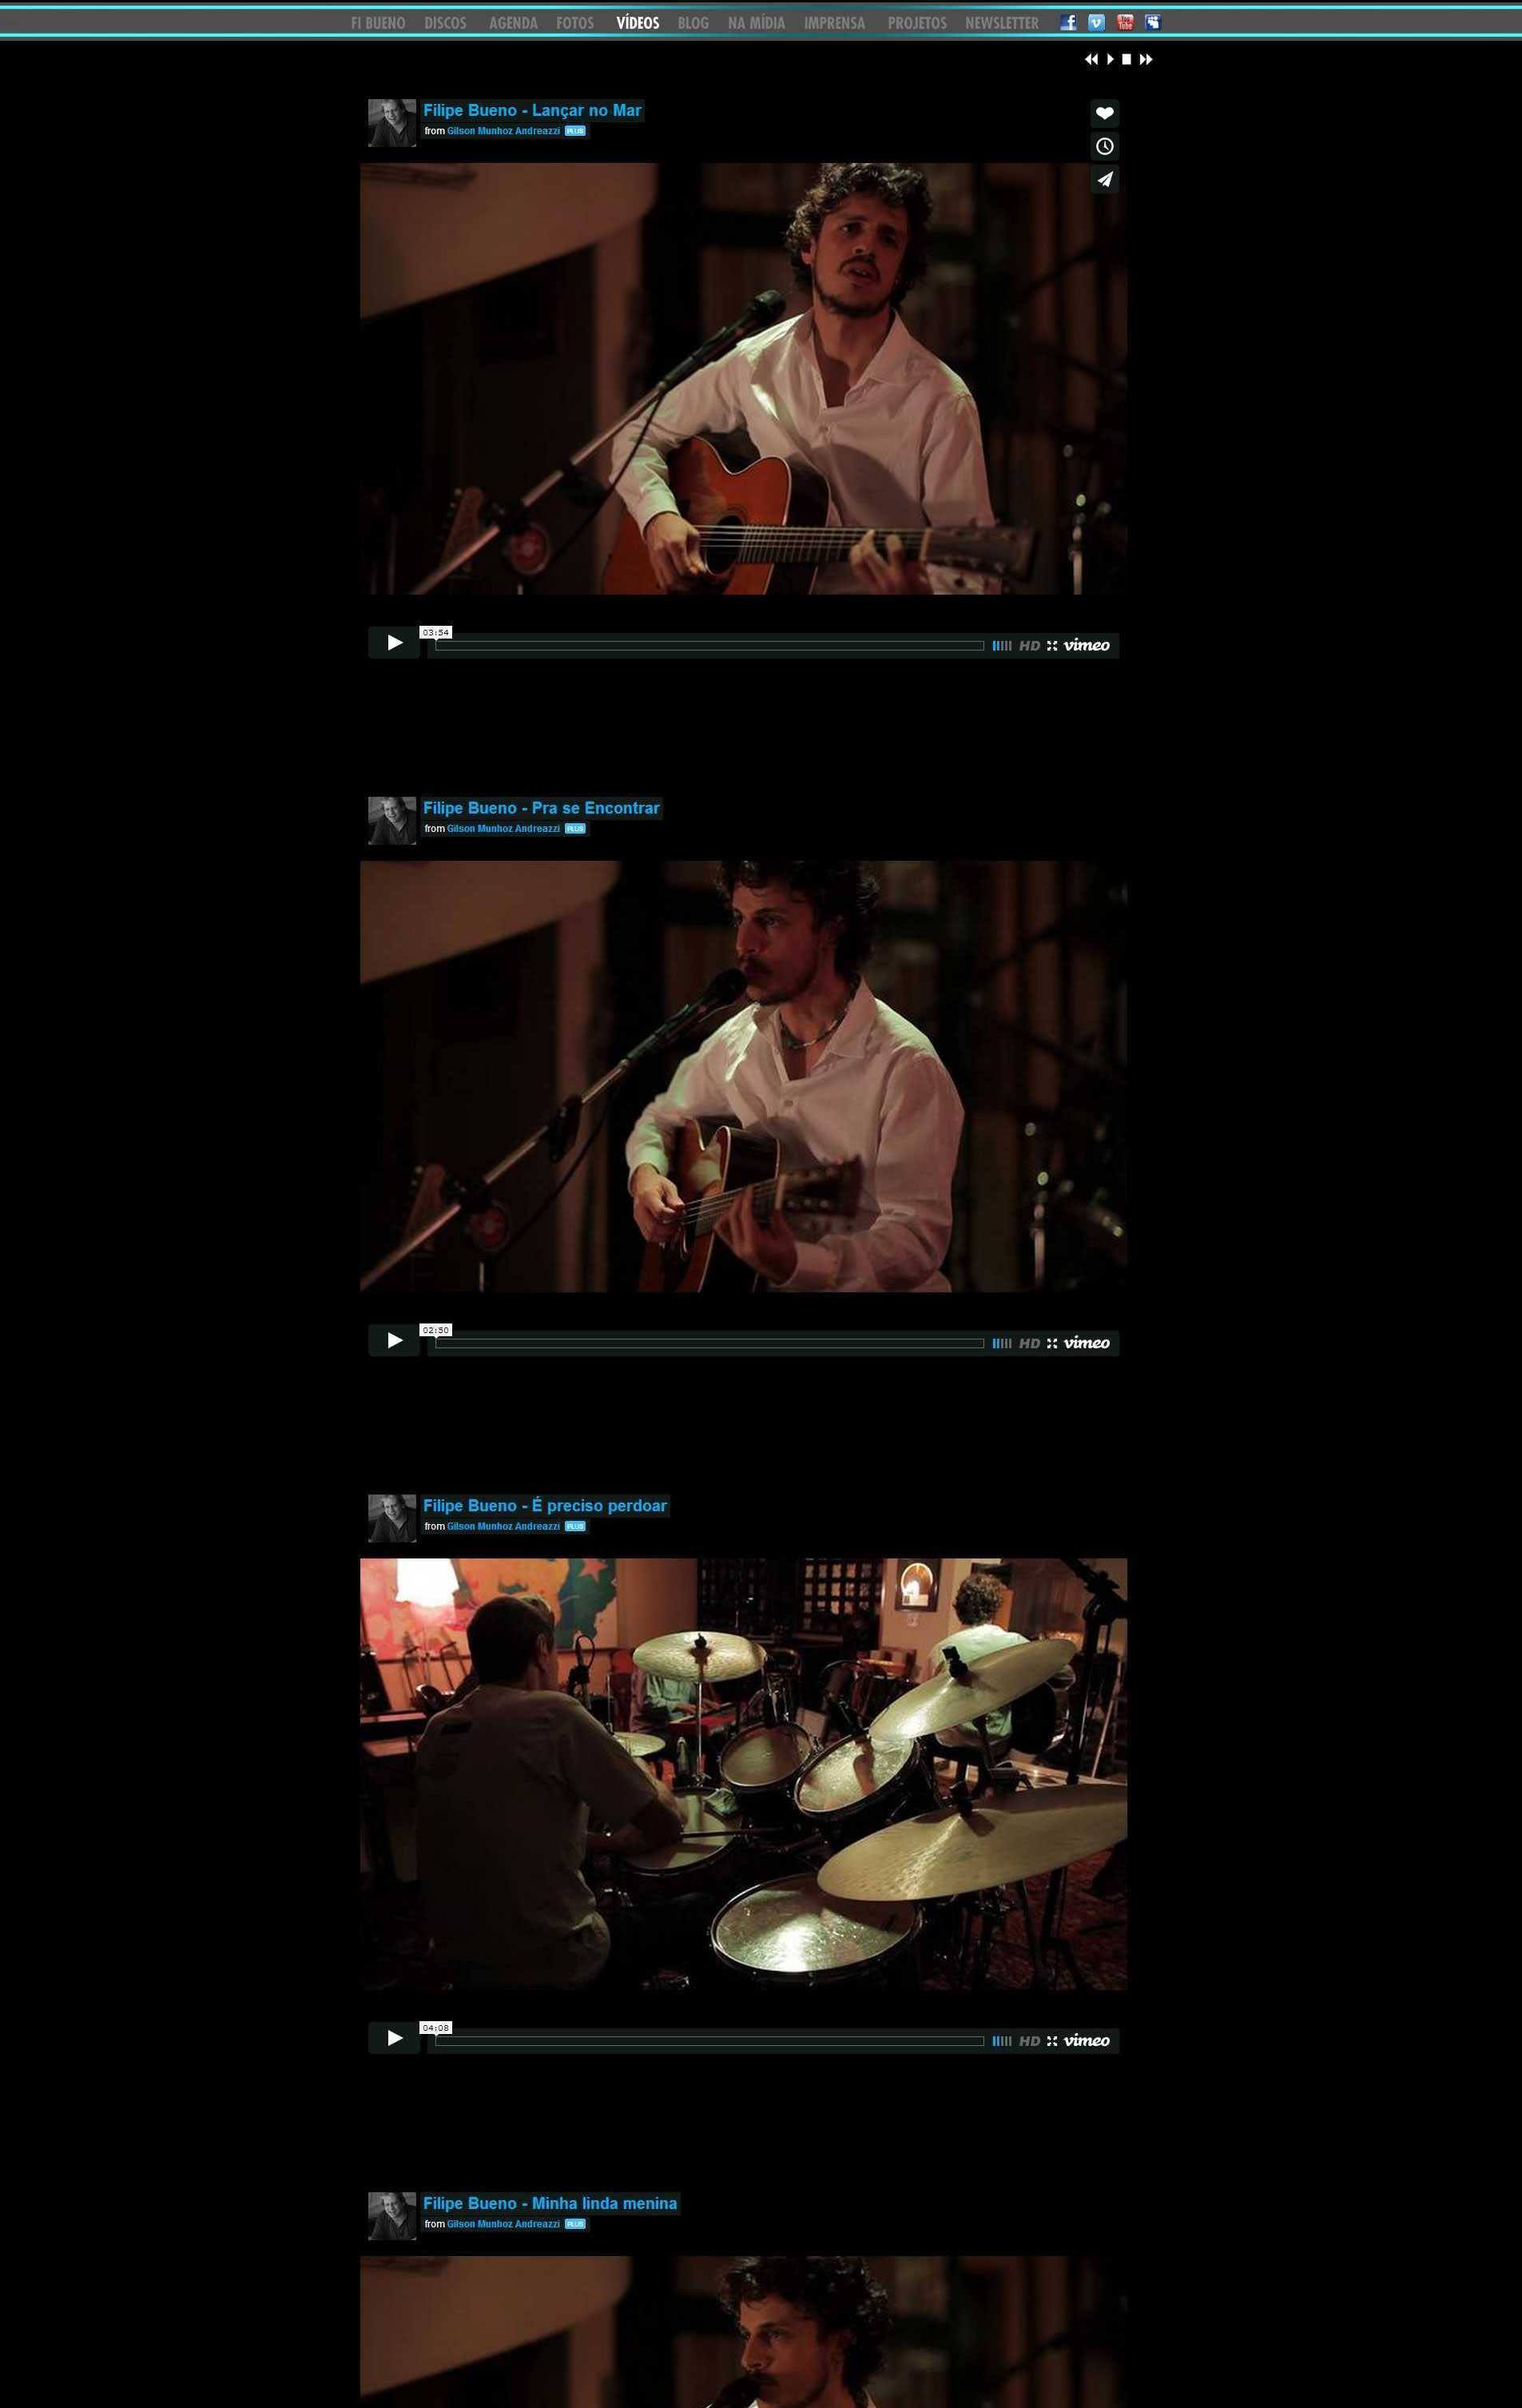 FI BUENO DISCOS AGENDA FOTOS VÍDEOS BLOG NA MÍDIA IMPRENSA PROJETOS NEWSLETTER f v You Tube
Filipe Bueno - Lançar no Mar
from Gilson Munhoz Andreazzi PLUS
03:54
HD vimeo
Filipe Bueno - Pra se Encontrar
from Gilson Munhoz Andreazzi PLUS
02:50
HD vimeo
Filipe Bueno - É preciso perdoar
from Gilson Munhoz Andreazzi PLUS
04:08
HD vimeo
Filipe Bueno - Minha linda menina
from Gilson Munhoz Andreazzi PLUS